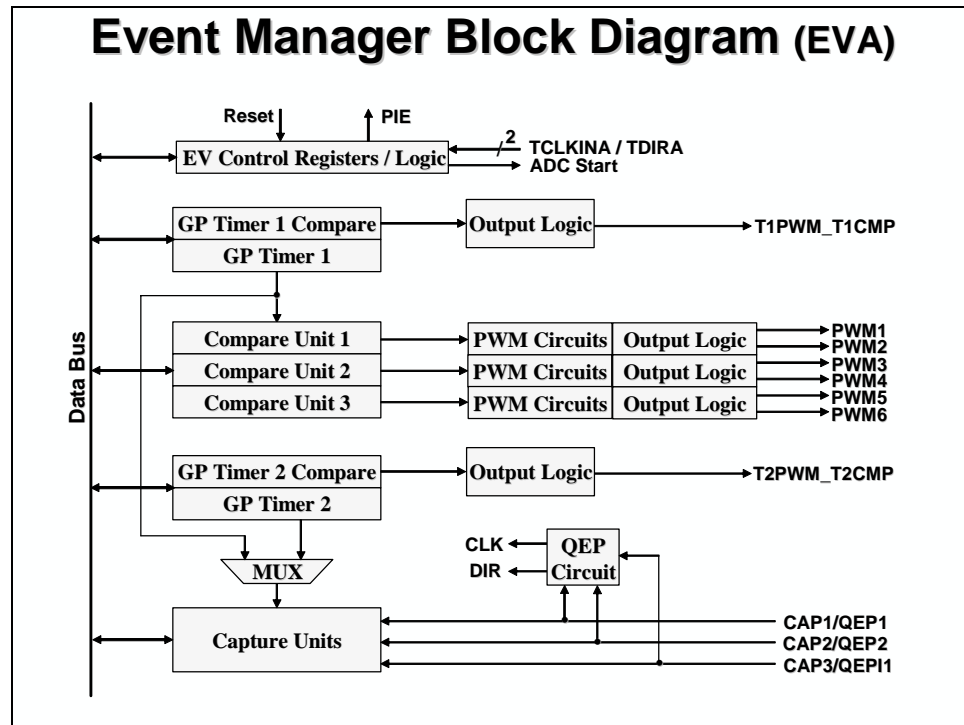 Event Manager Block Diagram (EVA)
Reset
PIE
2
TCLKINA / TDIRA
EV Control Registers / Logic
ADC Start
GP Timer 1 Compare
Output Logic
T1PWM_T1CMP
GP Timer 1
Data Bus
Compare Unit 1
PWM Circuits
Output Logic
PWM1
PWM2
Compare Unit 2
PWM Circuits
Output Logic
PWM3
PWM4
Compare Unit 3
PWM Circuits
Output Logic
PWM5
PWM6
GP Timer 2 Compare
Output Logic
T2PWM_T2CMP
GP Timer 2
CLK
DIR
QEP
Circuit
MUX
Capture Units
CAP1/QEP1
CAP2/QEP2
CAP3/QEPI1